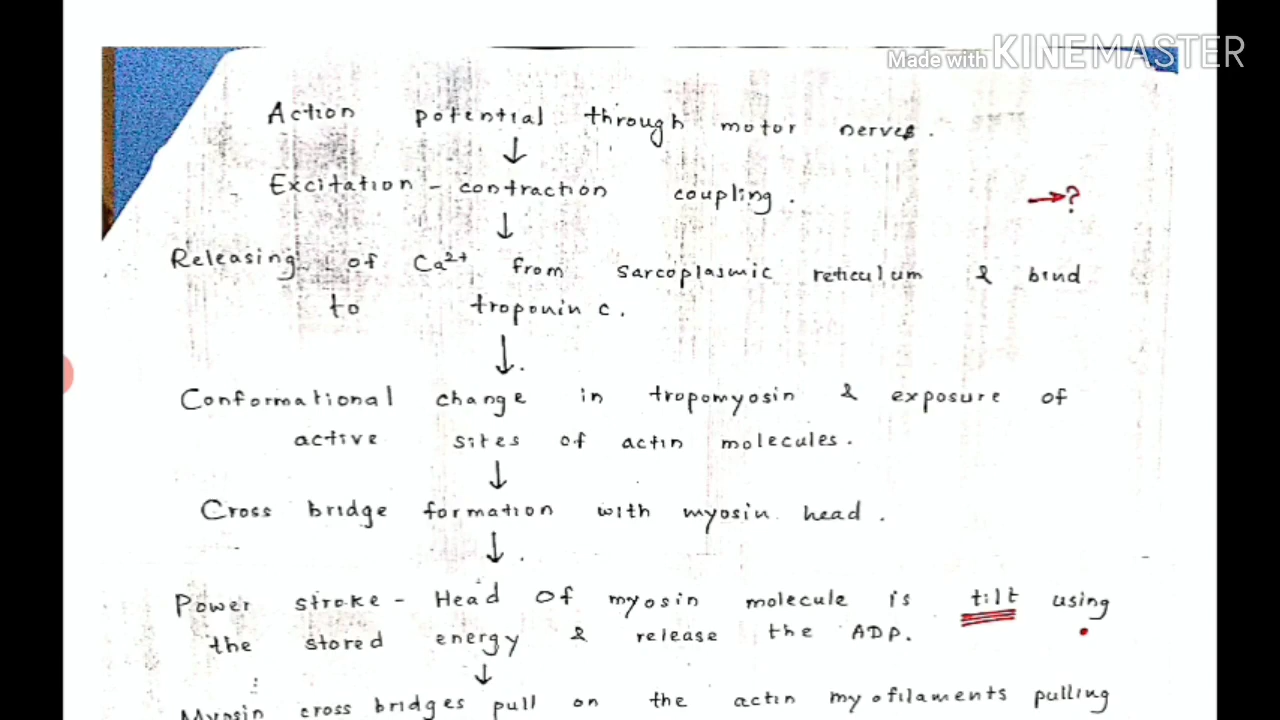 Made with KINEMASTER
Action potential through motor nerves.
↓
Excitation - contraction coupling. →?
↓
Releasing of Ca²⁺ from sarcoplasmic reticulum & bind
to troponin c.
↓
Conformational change in tropomyosin & exposure of
active sites of actin molecules.
↓
Cross bridge formation with myosin head.
↓
Power stroke - Head of myosin molecule is tilt using
the stored energy & release the ADP.
↓
Myosin cross bridges pull on the actin myofilaments pulling